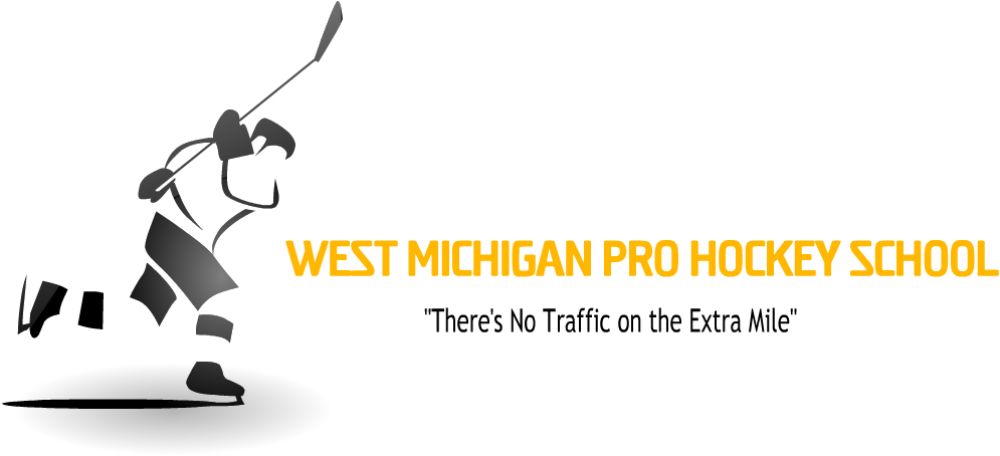 WEST MICHIGAN PRO HOCKEY SCHOOL
"There's No Traffic on the Extra Mile"